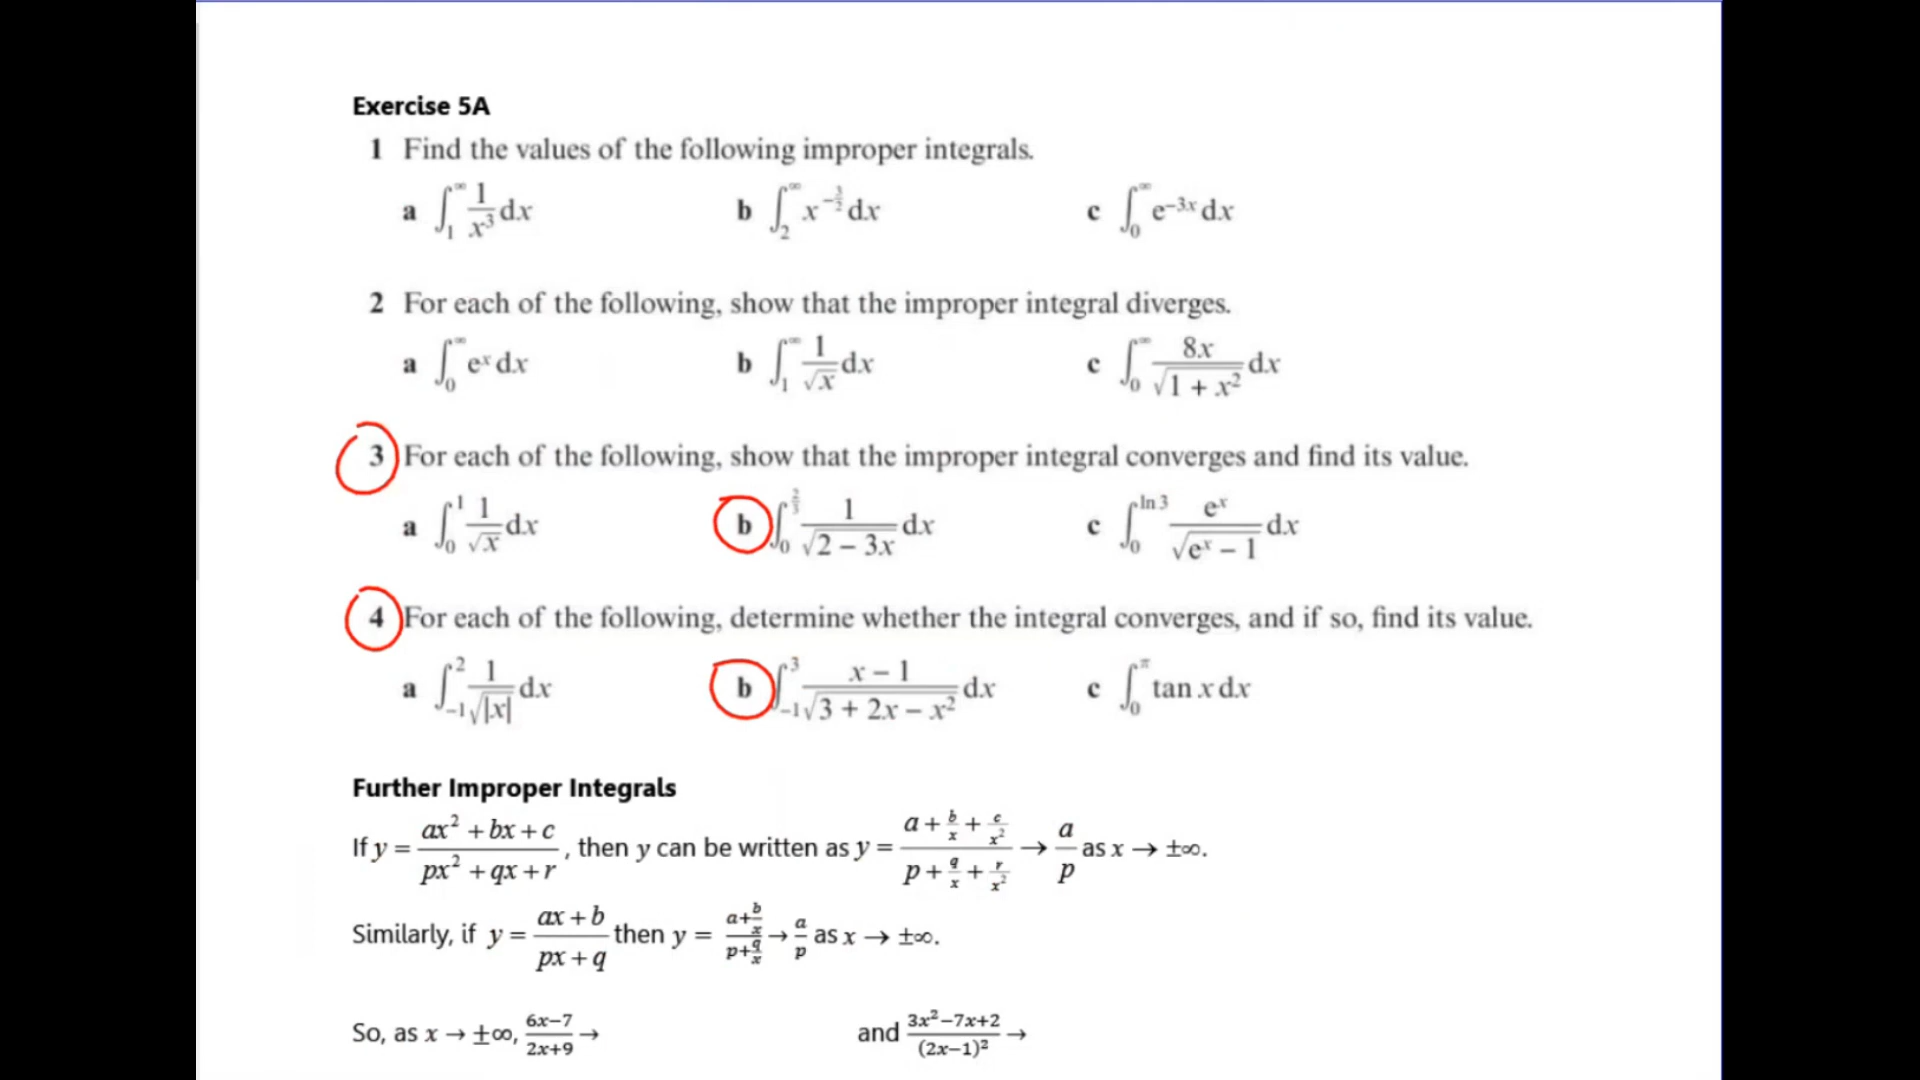 Exercise 5A
1 Find the values of the following improper integrals.
a ∫₁^∞ 1/x³ dx b ∫₂^∞ x^(-3/2) dx c ∫₀^∞ e^(-3x) dx
2 For each of the following, show that the improper integral diverges.
a ∫₀^∞ eˣ dx b ∫₁^∞ 1/√x dx c ∫₀^∞ 8x/√(1 + x²) dx
3 For each of the following, show that the improper integral converges and find its value.
a ∫₀^1 1/√x dx b ∫₀^(2/3) 1/√(2 − 3x) dx c ∫₀^(ln 3) eˣ/√(eˣ − 1) dx
4 For each of the following, determine whether the integral converges, and if so, find its value.
a ∫₋₁^2 1/√|x| dx b ∫₋₁^3 (x − 1)/√(3 + 2x − x²) dx c ∫₀^π tan x dx
Further Improper Integrals
If y = (ax² + bx + c)/(px² + qx + r), then y can be written as y = (a + b/x + c/x²)/(p + q/x + r/x²) → a/p as x → ±∞.
Similarly, if y = (ax + b)/(px + q) then y = (a + b/x)/(p + q/x) → a/p as x → ±∞.
So, as x → ±∞, (6x−7)/(2x+9) → and (3x²−7x+2)/(2x−1)² →